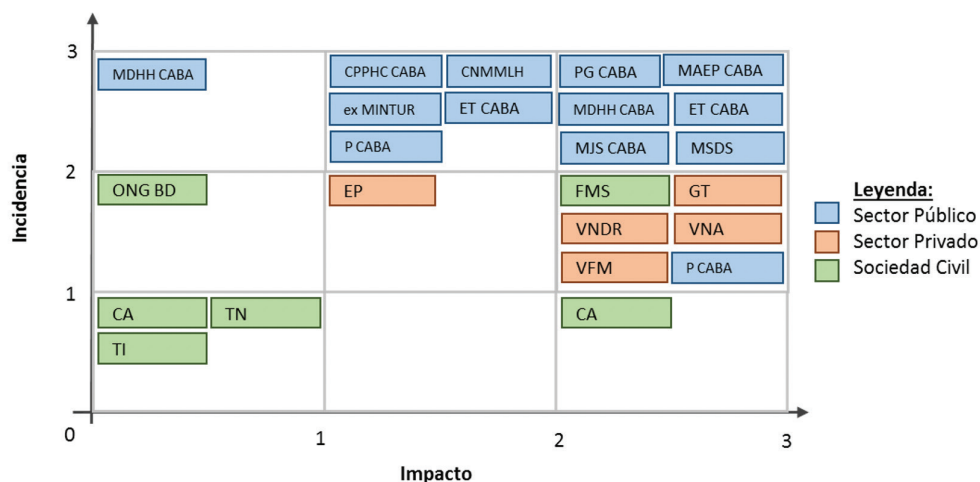 3
MDHH CABA
CPPHC CABA
CNMMLH
PG CABA
MAEP CABA
ex MINTUR
ET CABA
MDHH CABA
ET CABA
P CABA
MJS CABA
MSDS
2
ONG BD
EP
FMS
GT
VNDR
VNA
VFM
P CABA
1
CA
TN
CA
TI
0
1
2
3
Incidencia
Impacto
Leyenda:
Sector Público
Sector Privado
Sociedad Civil